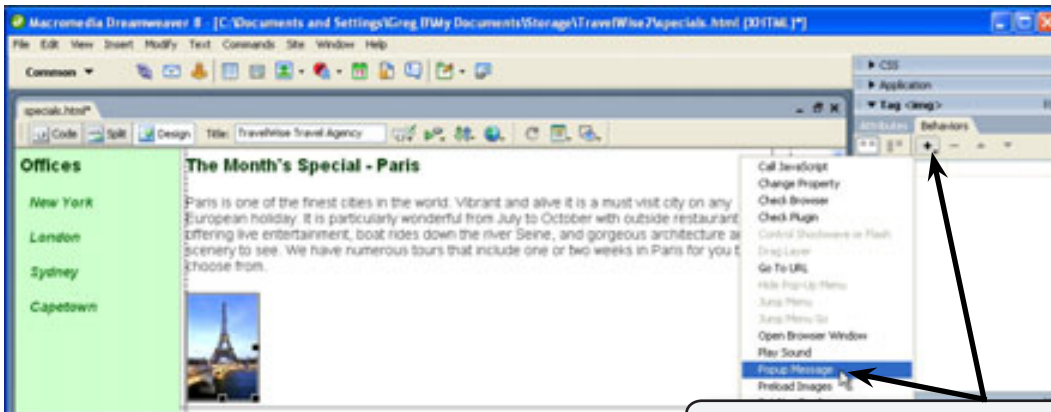 Macromedia Dreamweaver 8 - [C:\Documents and Settings\Greg II\My Documents\Storage\TravelWise2\specials.html (XHTML)*]
File Edit View Insert Modify Text Commands Site Window Help
Common
CSS
Application
Tag <img>
specials.html*
Attributes Behaviors
Code Split Design Title: TravelWise Travel Agency
Offices
New York
London
Sydney
Capetown
The Month's Special - Paris
Paris is one of the finest cities in the world. Vibrant and alive it is a must visit city on any
European holiday. It is particularly wonderful from July to October with outside restaurant
offering live entertainment, boat rides down the river Seine, and gorgeous architecture
scenery to see. We have numerous tours that include one or two weeks in Paris for you
choose from.
Call JavaScript
Change Property
Check Browser
Check Plugin
Control Shockwave or Flash
Drag Layer
Go To URL
Hide Pop-Up Menu
Jump Menu
Jump Menu Go
Open Browser Window
Play Sound
Popup Message
Preload Images